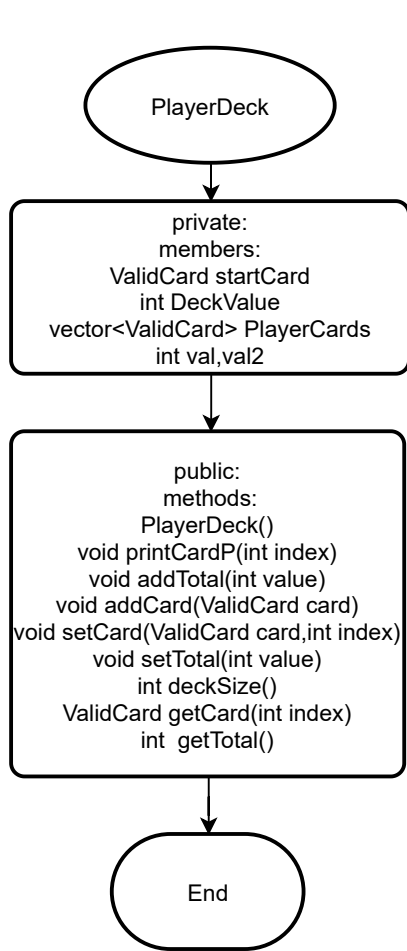 PlayerDeck
private:
members:
ValidCard startCard
int DeckValue
vector<ValidCard> PlayerCards
int val,val2
public:
methods:
PlayerDeck()
void printCardP(int index)
void addTotal(int value)
void addCard(ValidCard card)
void setCard(ValidCard card,int index)
void setTotal(int value)
int deckSize()
ValidCard getCard(int index)
int  getTotal()
End